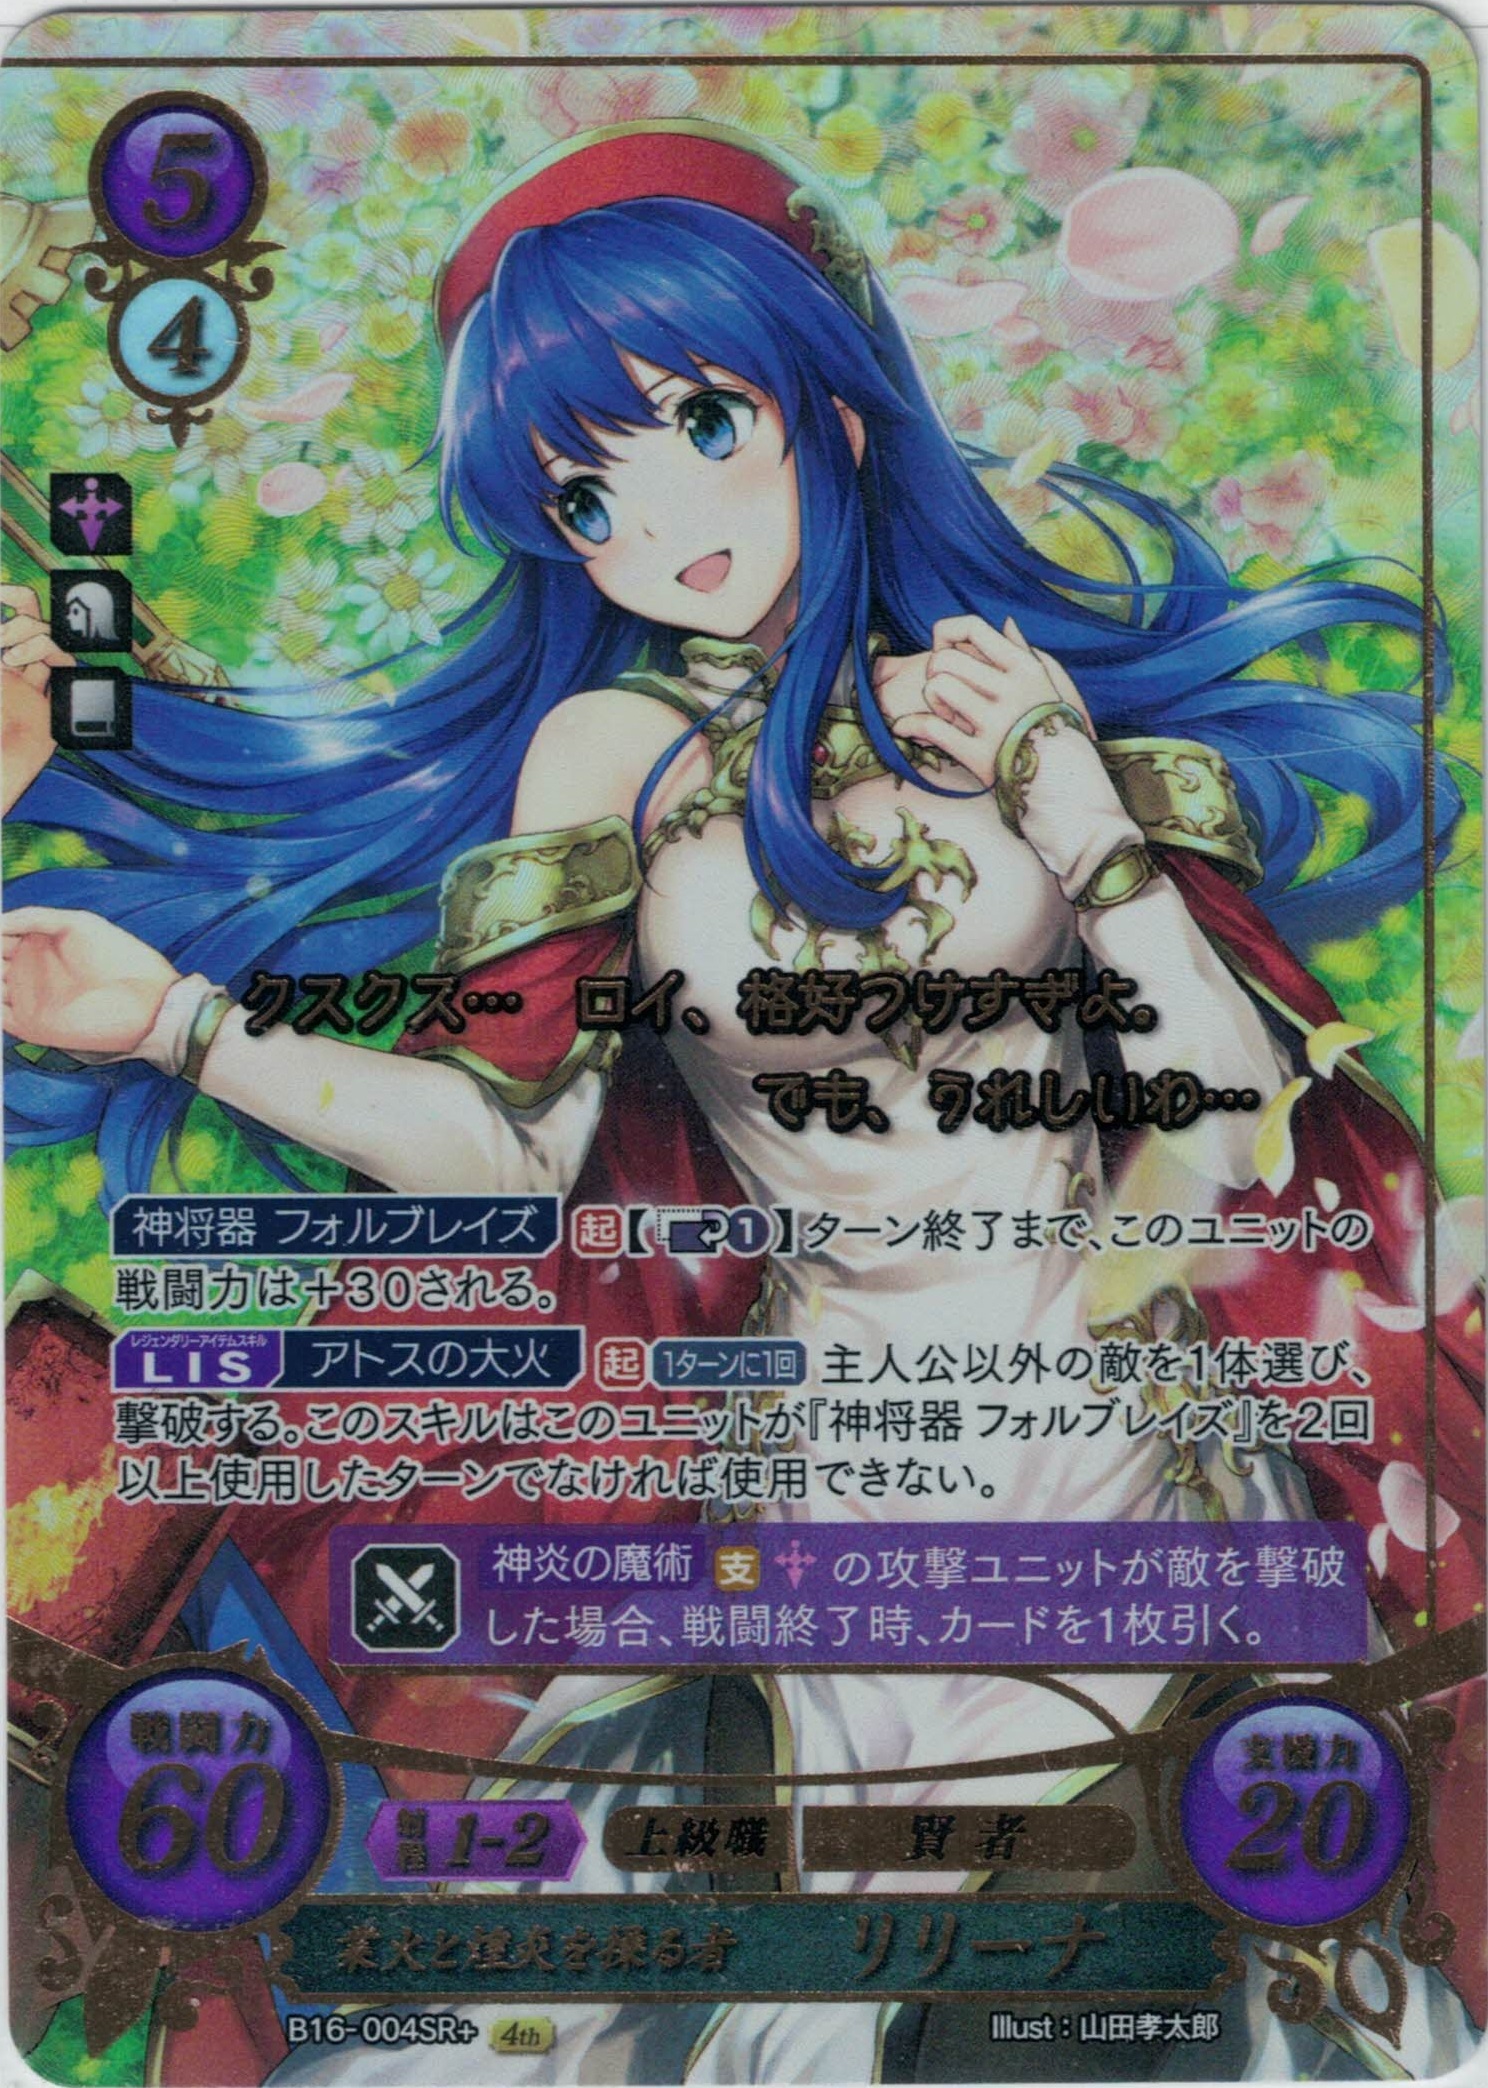 5
4
クスクス… ロイ、格好つけすぎよ。
でも、うれしいわ…
神将器 フォルブレイズ 起【1】ターン終了まで、このユニットの
戦闘力は＋30される。
レジェンダリーアイテムスキル
LIS アトスの大火 起 1ターンに1回 主人公以外の敵を1体選び、
撃破する。このスキルはこのユニットが『神将器 フォルブレイズ』を2回
以上使用したターンでなければ使用できない。
神炎の魔術 支 の攻撃ユニットが敵を撃破
した場合、戦闘終了時、カードを1枚引く。
戦闘力
60
射程 1-2 上級職 賢者
支援力
20
業火と煌炎を操る者 リリーナ
B16-004SR+ 4th Illust：山田孝太郎